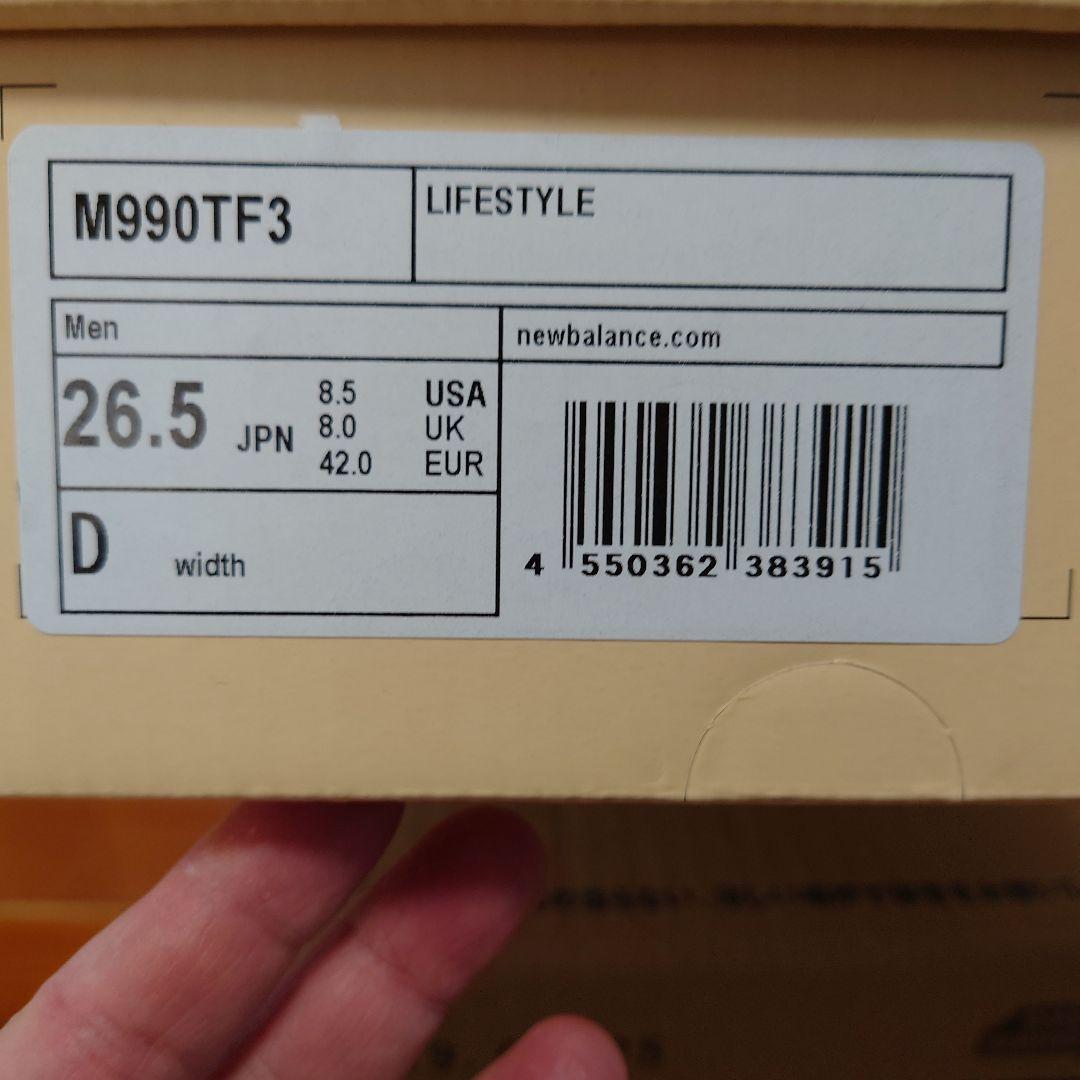 M990TF3
LIFESTYLE
Men
newbalance.com
26.5 JPN
8.5 USA
8.0 UK
42.0 EUR
D width
4 550362 383915